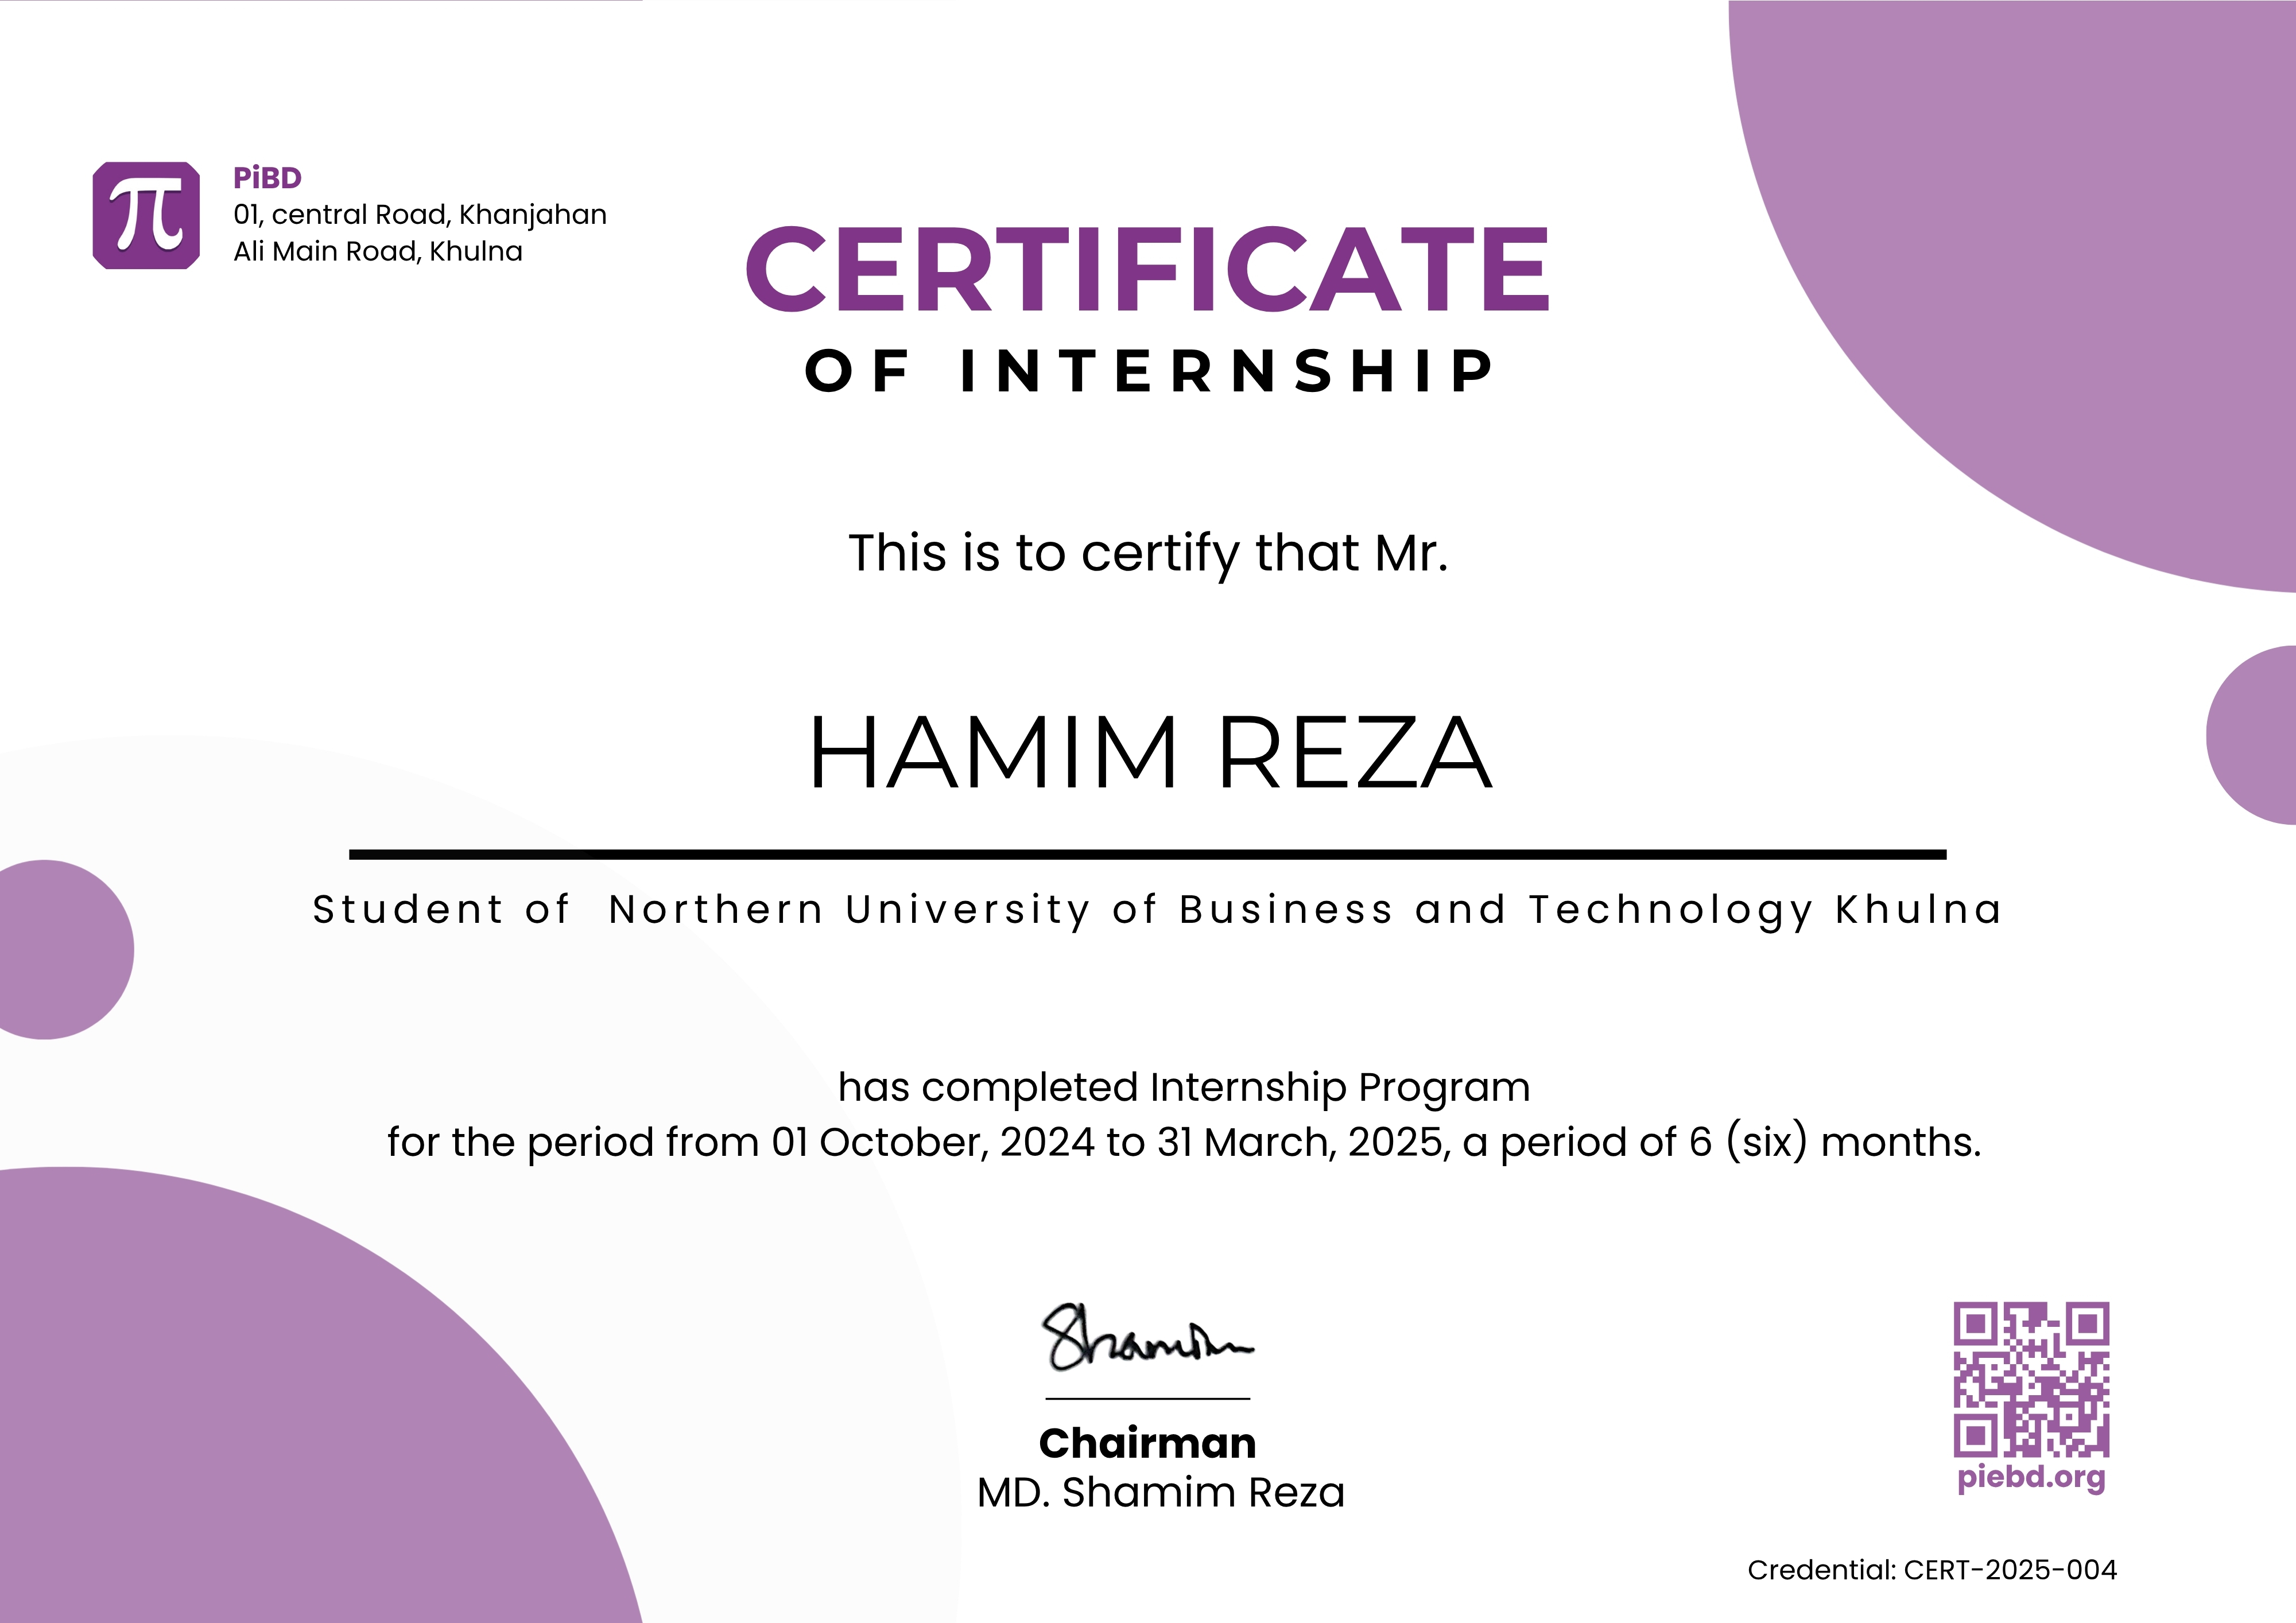 π
PiBD
01, central Road, Khanjahan
Ali Main Road, Khulna
CERTIFICATE
OF INTERNSHIP
This is to certify that Mr.
HAMIM REZA
Student of Northern University of Business and Technology Khulna
has completed Internship Program
for the period from 01 October, 2024 to 31 March, 2025, a period of 6 (six) months.
Shamim
Chairman
MD. Shamim Reza
piebd.org
Credential: CERT-2025-004